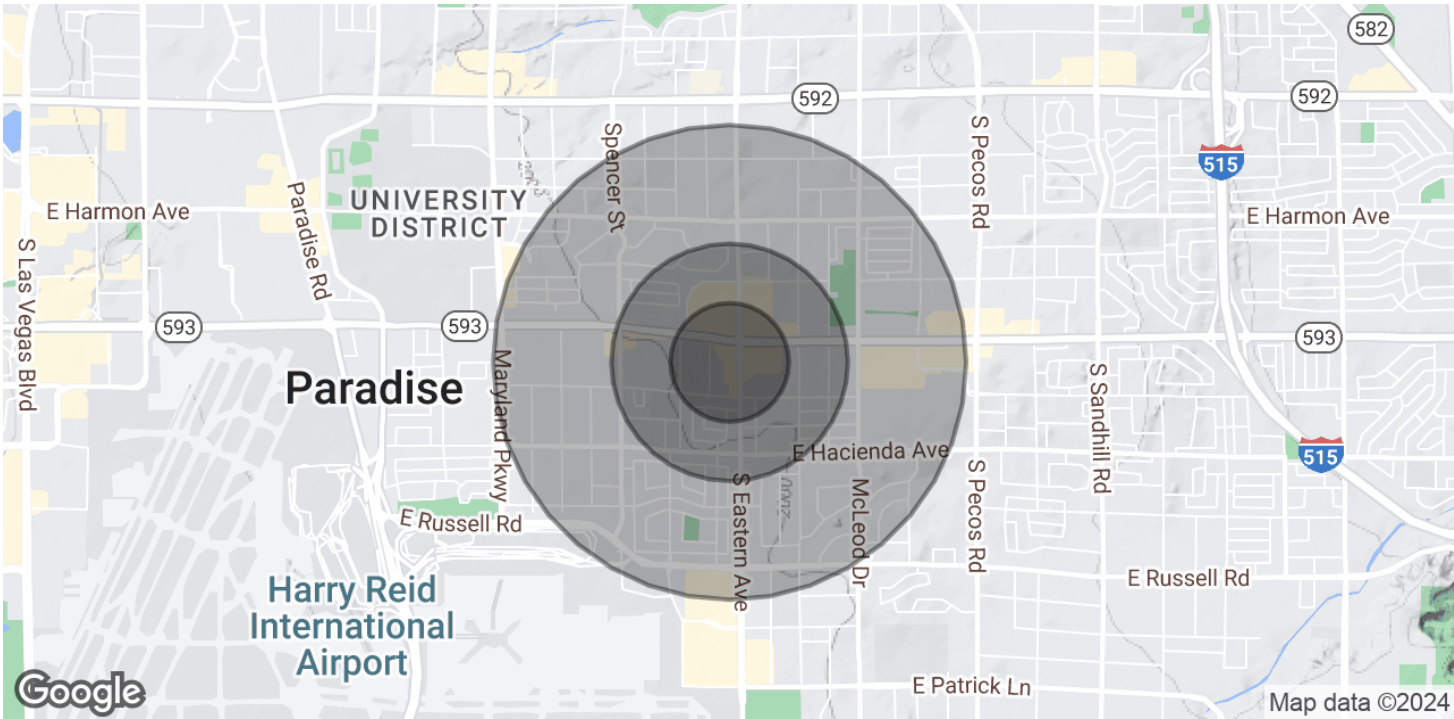 582
592
592
515
UNIVERSITY
DISTRICT
Spencer St
S Pecos Rd
E Harmon Ave
E Harmon Ave
Paradise Rd
S Las Vegas Blvd
593
593
593
Paradise
Maryland Pkwy
S Sandhill Rd
E Hacienda Ave
515
S Eastern Ave
McLeod Dr
S Pecos Rd
E Russell Rd
E Russell Rd
Harry Reid
International
Airport
E Patrick Ln
Google
Map data ©2024